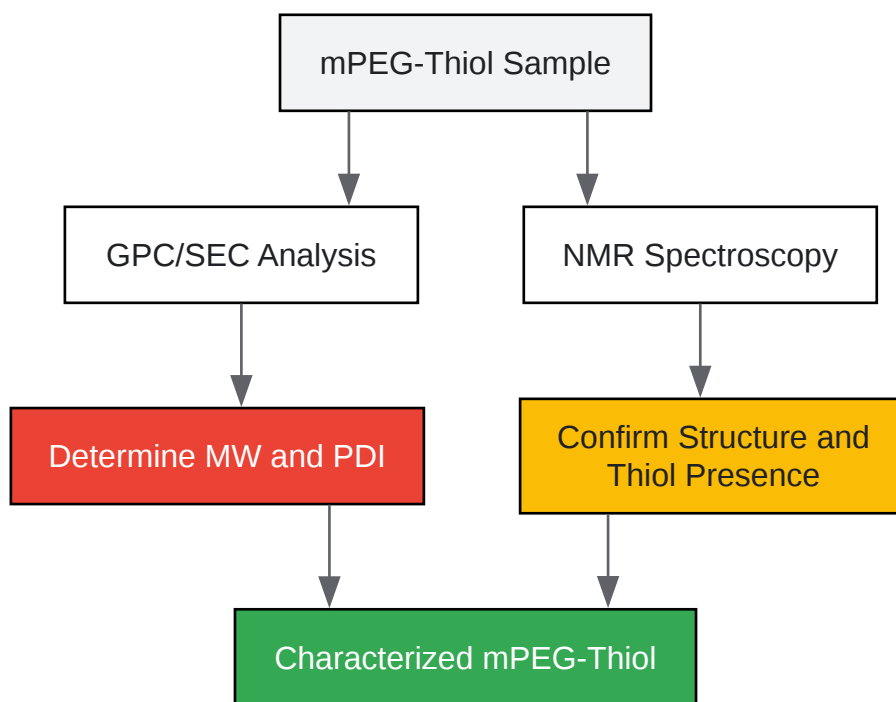 mPEG-Thiol Sample
GPC/SEC Analysis
NMR Spectroscopy
Determine MW and PDI
Confirm Structure and
Thiol Presence
Characterized mPEG-Thiol